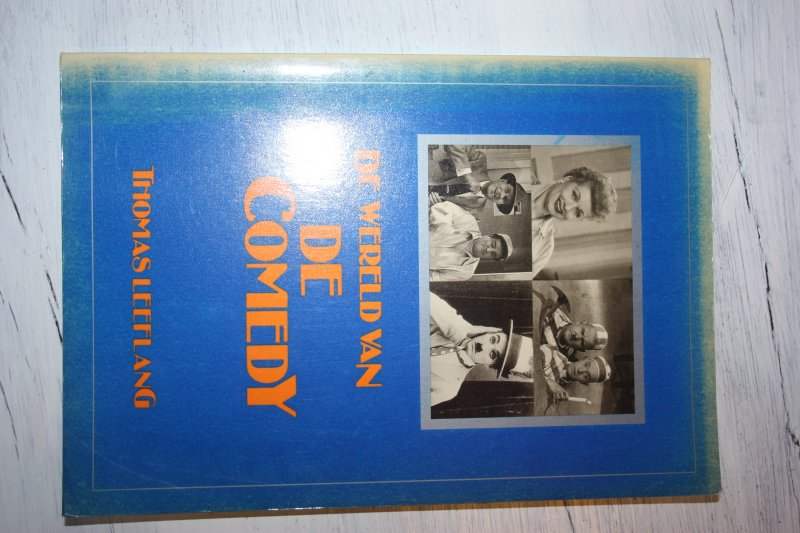 DE WERELD VAN
DE
COMEDY
THOMAS LEEFLANG